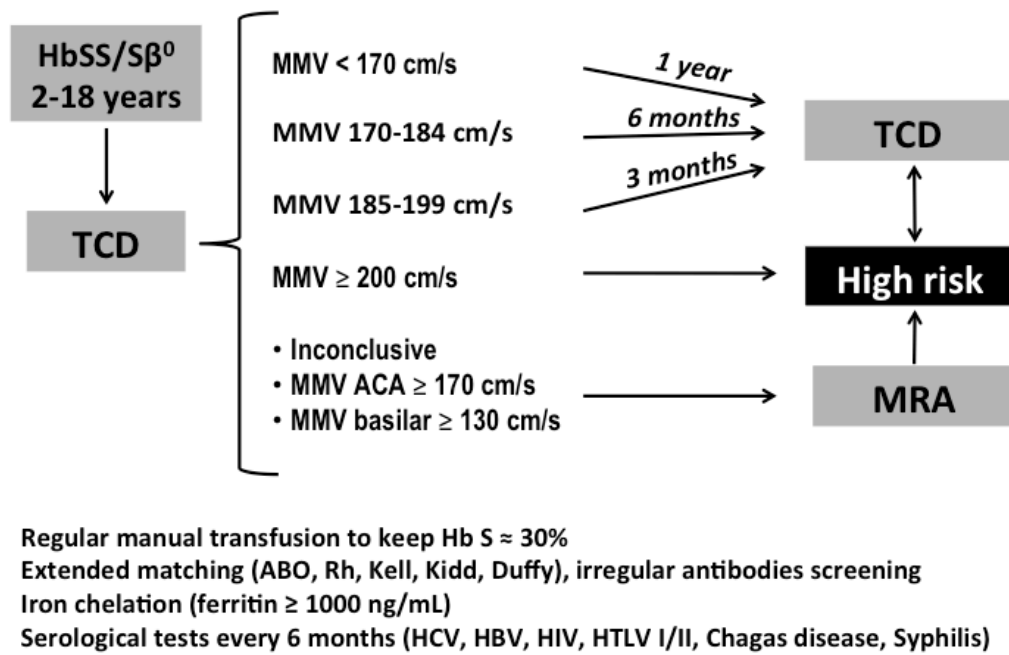 HbSS/Sβ⁰
2-18 years
TCD
MMV < 170 cm/s
MMV 170-184 cm/s
MMV 185-199 cm/s
MMV ≥ 200 cm/s
• Inconclusive
• MMV ACA ≥ 170 cm/s
• MMV basilar ≥ 130 cm/s
1 year
6 months
3 months
TCD
High risk
MRA
Regular manual transfusion to keep Hb S ≈ 30%
Extended matching (ABO, Rh, Kell, Kidd, Duffy), irregular antibodies screening
Iron chelation (ferritin ≥ 1000 ng/mL)
Serological tests every 6 months (HCV, HBV, HIV, HTLV I/II, Chagas disease, Syphilis)